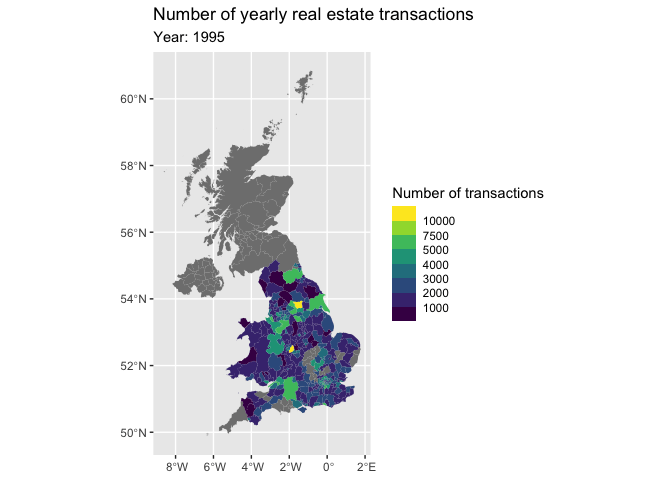 Number of yearly real estate transactions
Year: 1995
60°N
58°N
56°N
54°N
52°N
50°N
8°W 6°W 4°W 2°W 0° 2°E
Number of transactions
10000
7500
5000
4000
3000
2000
1000